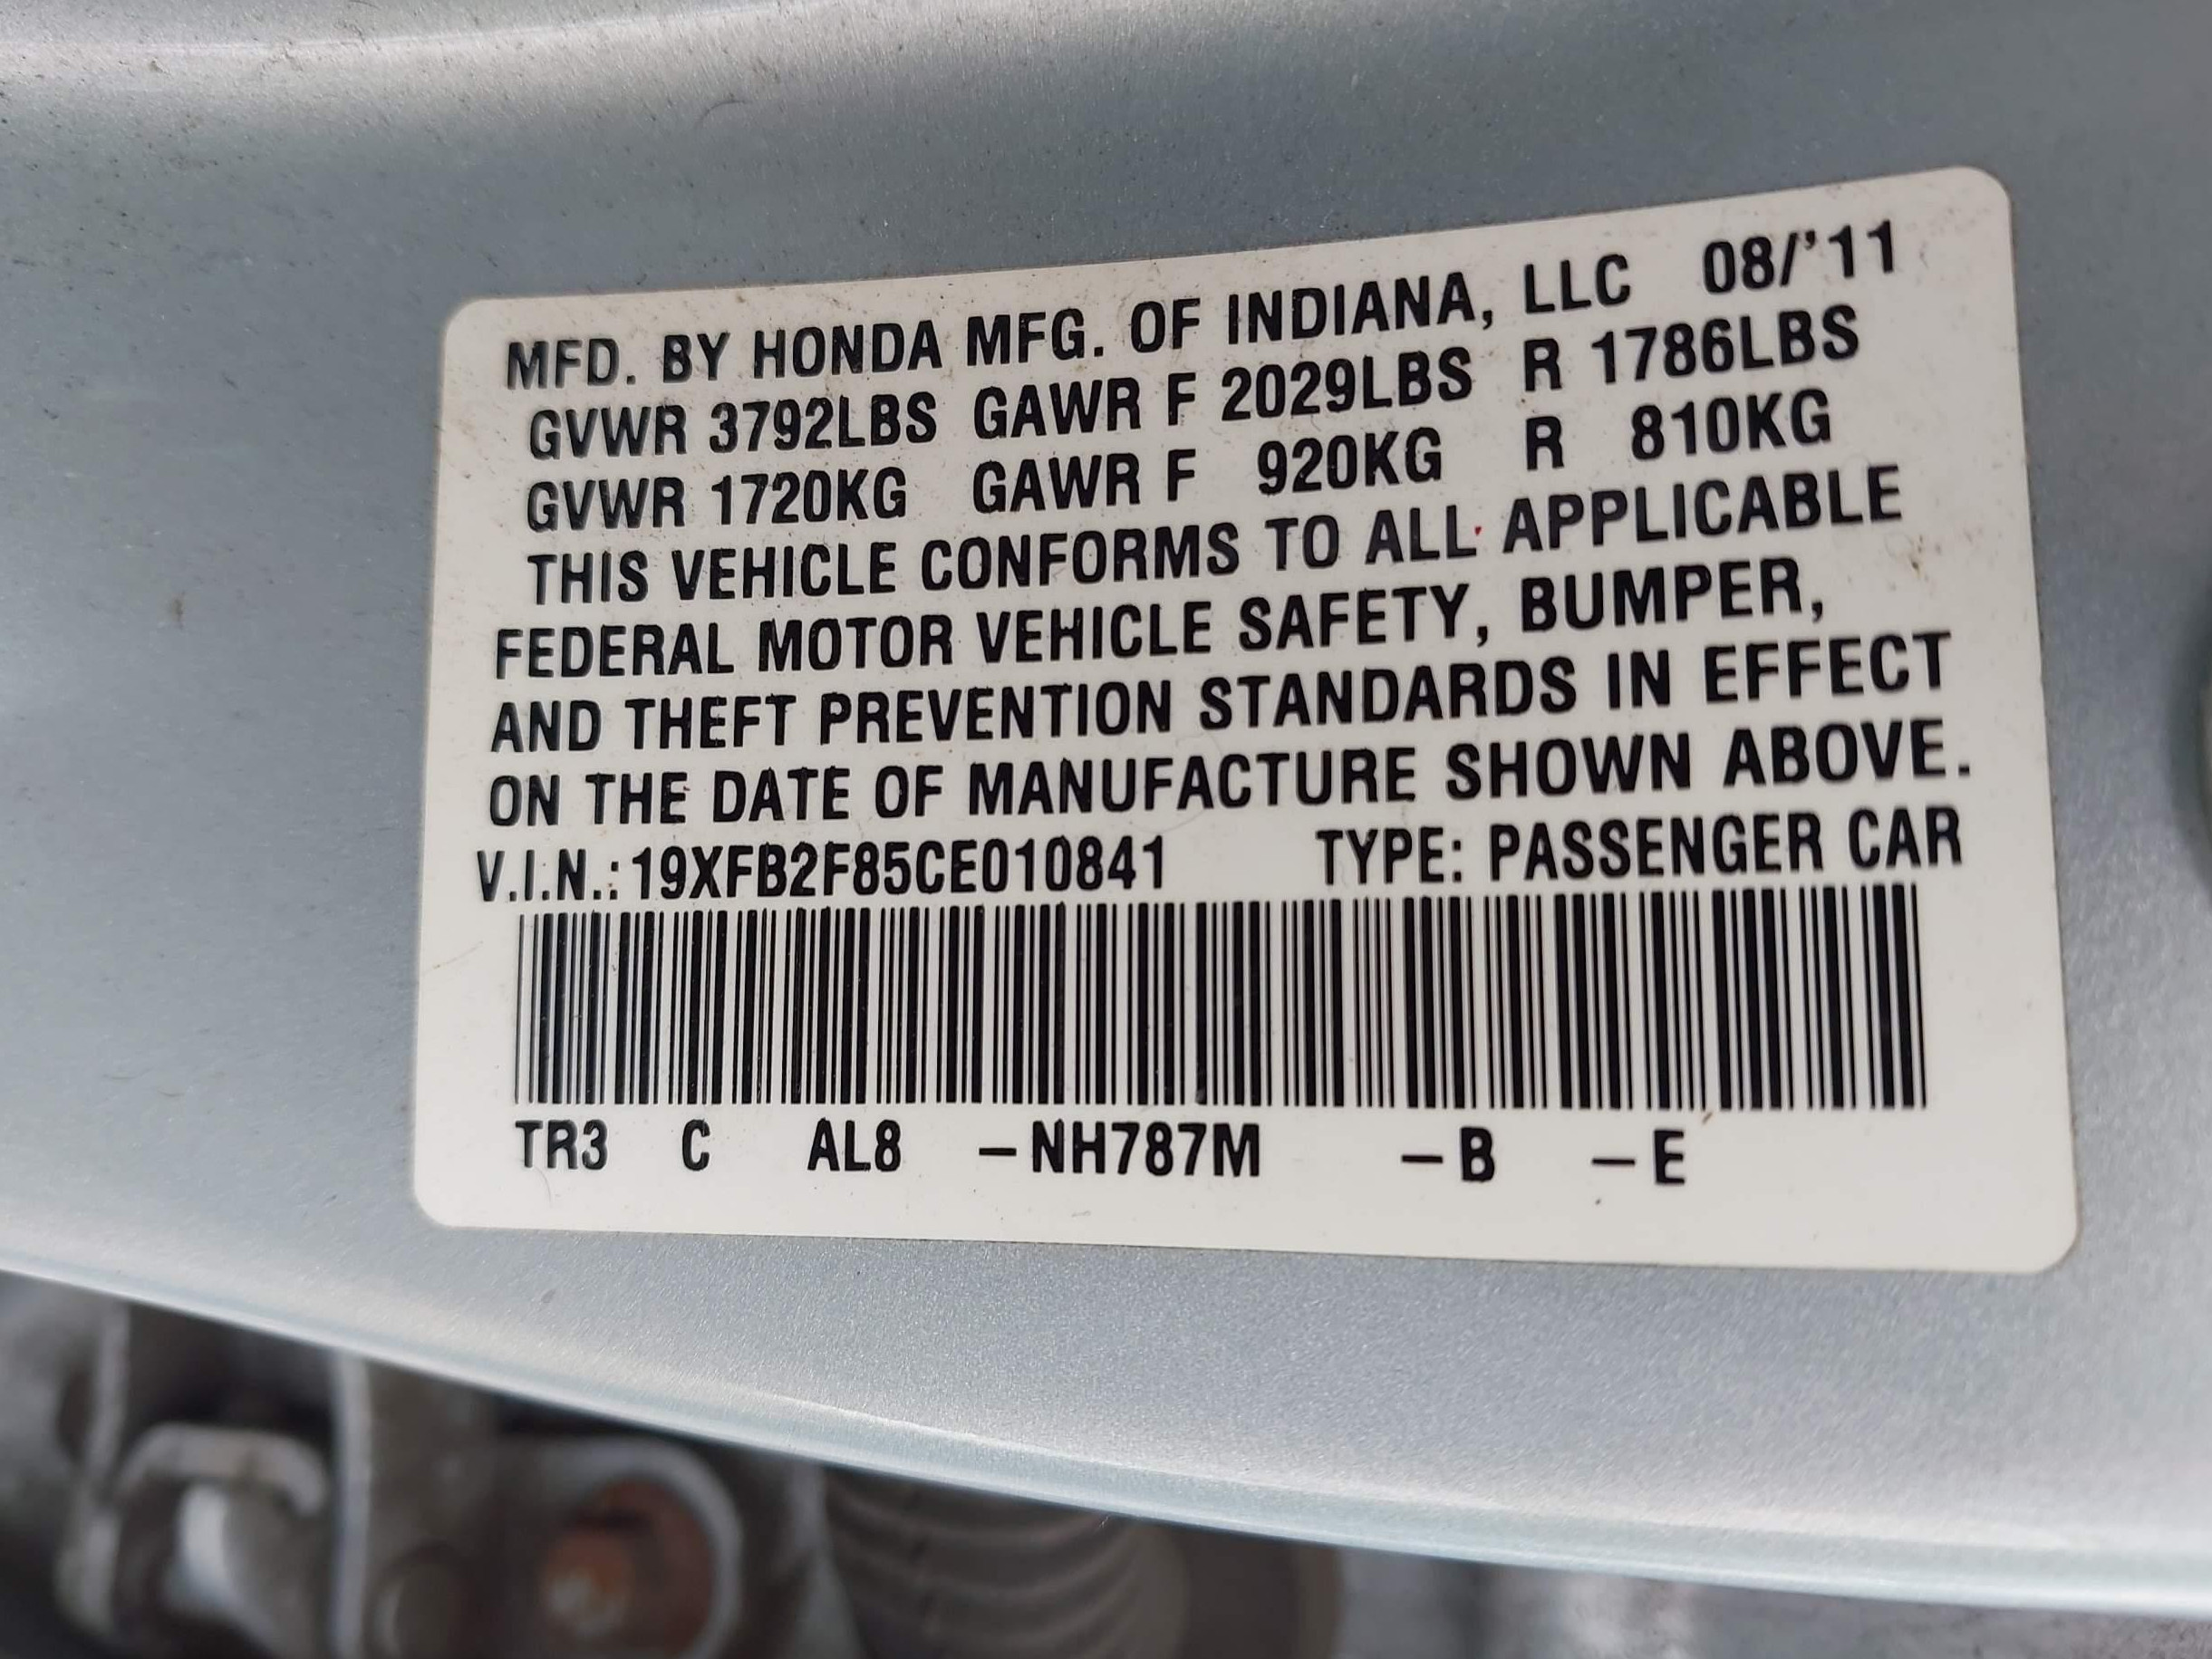 MFD. BY HONDA MFG. OF INDIANA, LLC 08/'11
GVWR 3792LBS GAWR F 2029LBS R 1786LBS
GVWR 1720KG GAWR F 920KG R 810KG
THIS VEHICLE CONFORMS TO ALL APPLICABLE
FEDERAL MOTOR VEHICLE SAFETY, BUMPER,
AND THEFT PREVENTION STANDARDS IN EFFECT
ON THE DATE OF MANUFACTURE SHOWN ABOVE.
V.I.N.:19XFB2F85CE010841 TYPE: PASSENGER CAR
TR3 C AL8 –NH787M –B –E